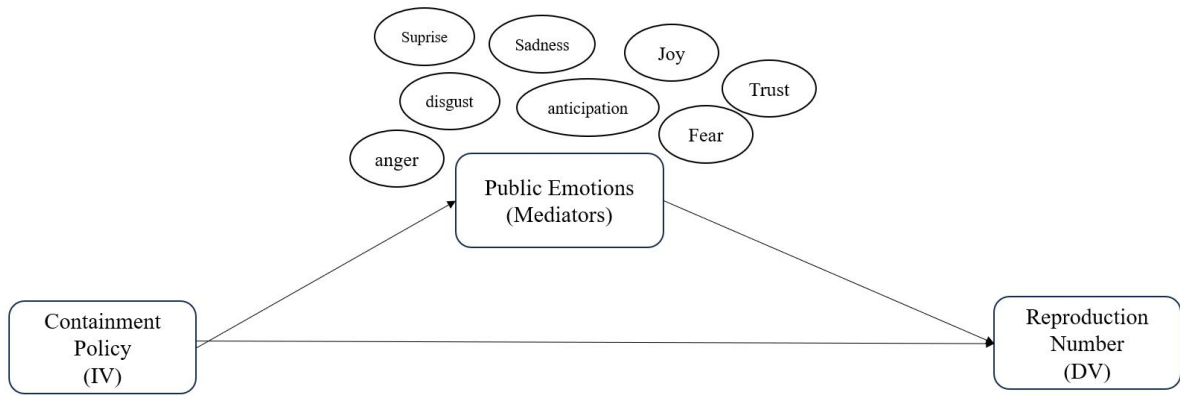 Suprise
Sadness
Joy
Trust
disgust
anticipation
Fear
anger
Public Emotions
(Mediators)
Containment
Policy
(IV)
Reproduction
Number
(DV)